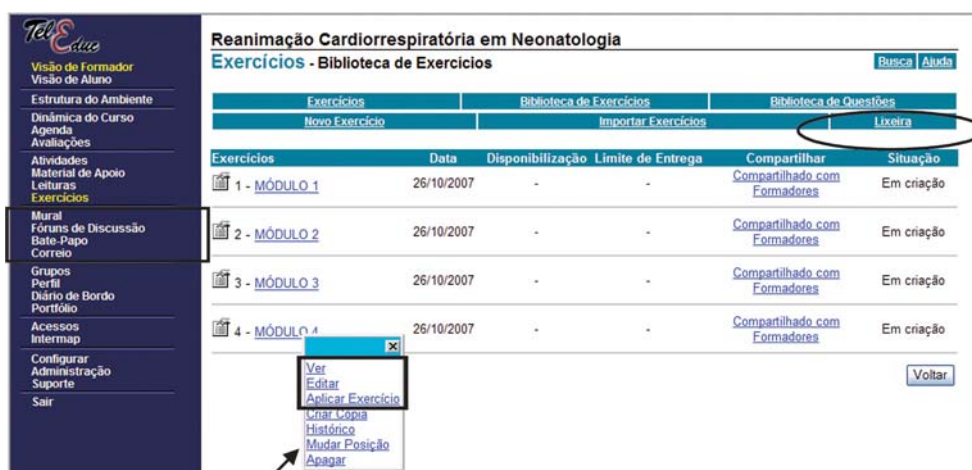 TelEduc
Visão de Formador
Visão de Aluno
Estrutura do Ambiente
Dinâmica do Curso
Agenda
Avaliações
Atividades
Material de Apoio
Leituras
Exercícios
Mural
Fóruns de Discussão
Bate-Papo
Correio
Grupos
Perfil
Diário de Bordo
Portfólio
Acessos
Intermap
Configurar
Administração
Suporte
Sair
Reanimação Cardiorrespiratória em Neonatologia
Exercícios - Biblioteca de Exercicios
Busca Ajuda
Exercícios Biblioteca de Exercícios Biblioteca de Questões
Novo Exercício Importar Exercícios Lixeira
Exercícios Data Disponibilização Limite de Entrega Compartilhar Situação
1 - MÓDULO 1 26/10/2007 - - Compartilhado com Formadores Em criação
2 - MÓDULO 2 26/10/2007 - - Compartilhado com Formadores Em criação
3 - MÓDULO 3 26/10/2007 - - Compartilhado com Formadores Em criação
4 - MÓDULO 4 26/10/2007 - - Compartilhado com Formadores Em criação
x
Ver
Editar
Aplicar Exercício
Criar Cópia
Histórico
Mudar Posição
Apagar
Voltar